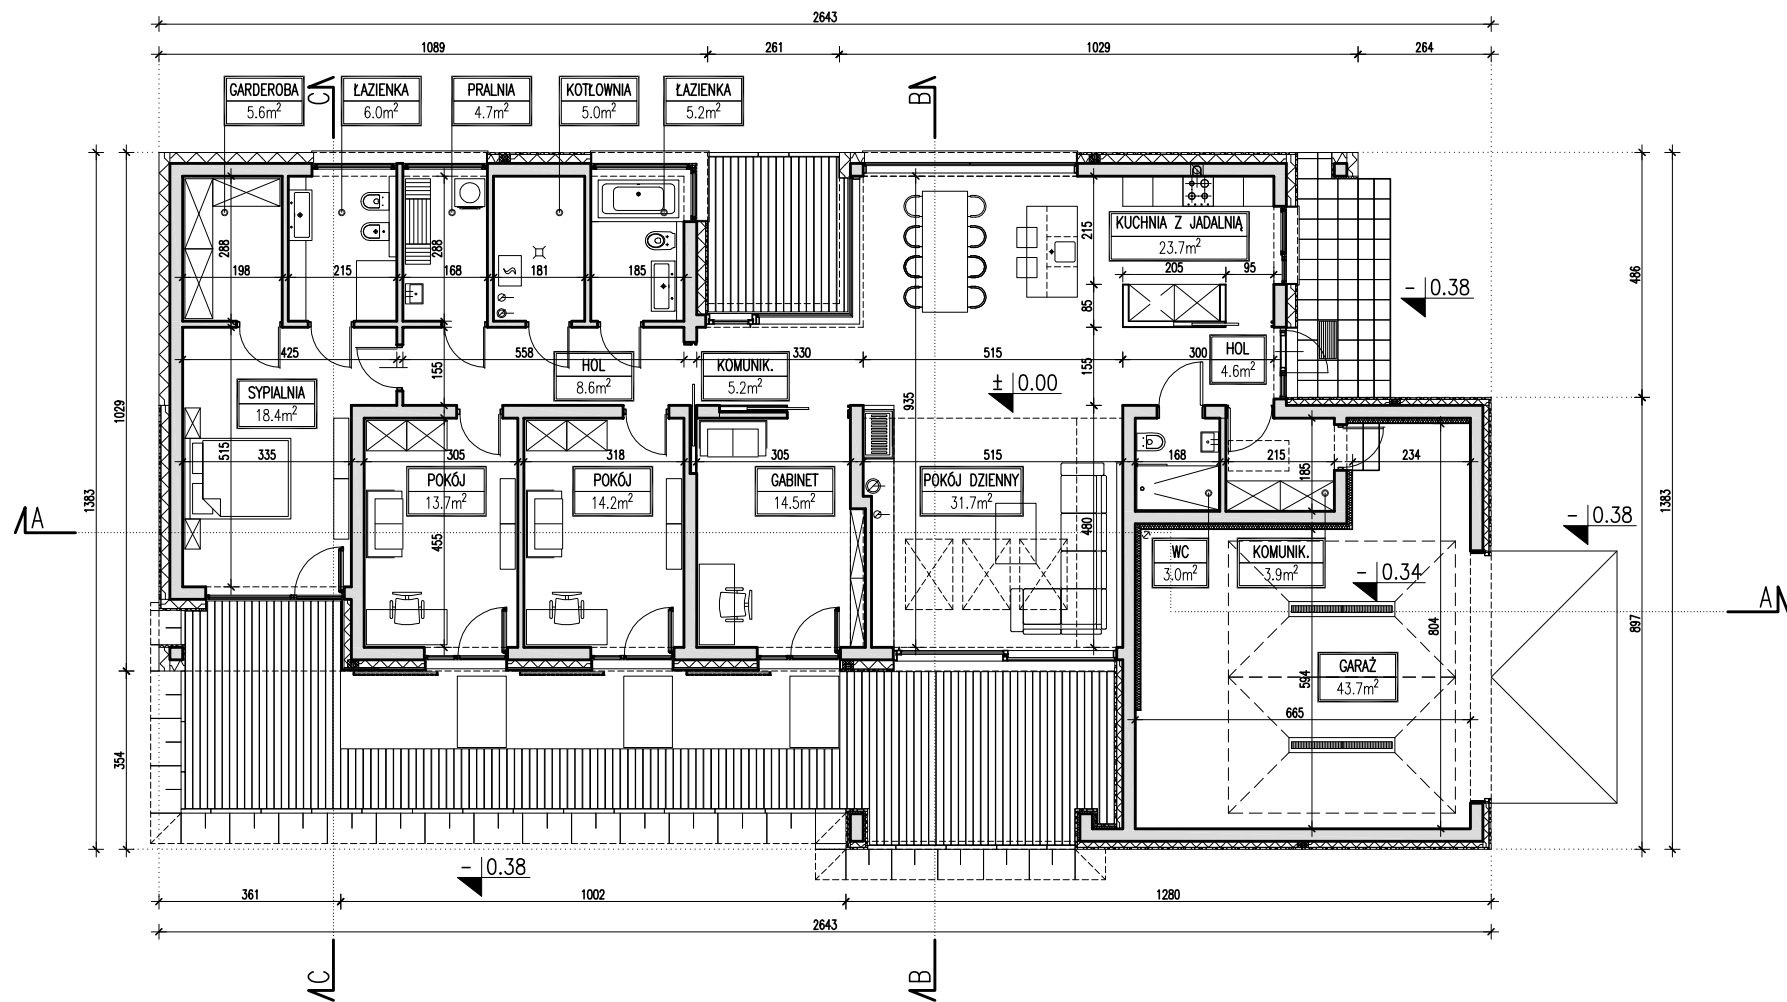 2643
1089 261 1029 264
GARDEROBA
5.6m²
ŁAZIENKA
6.0m²
PRALNIA
4.7m²
KOTŁOWNIA
5.0m²
ŁAZIENKA
5.2m²
C
B
KUCHNIA Z JADALNIĄ
23.7m²
288
288
215
198 215 168 181 185
205 95
85
486
- 0.38
425 558 330 515 300
155
155
HOL
8.6m²
KOMUNIK.
5.2m²
HOL
4.6m²
± 0.00
935
SYPIALNIA
18.4m²
1029
1383
1383
515
335 305 318 305 515 168 215 234
185
POKÓJ
13.7m²
POKÓJ
14.2m²
GABINET
14.5m²
POKÓJ DZIENNY
31.7m²
455
480
A
- 0.38
WC
3.0m²
KOMUNIK.
3.9m²
- 0.34
A
804
897
594
GARAŻ
43.7m²
665
354
- 0.38
361 1002 1280
2643
C
B